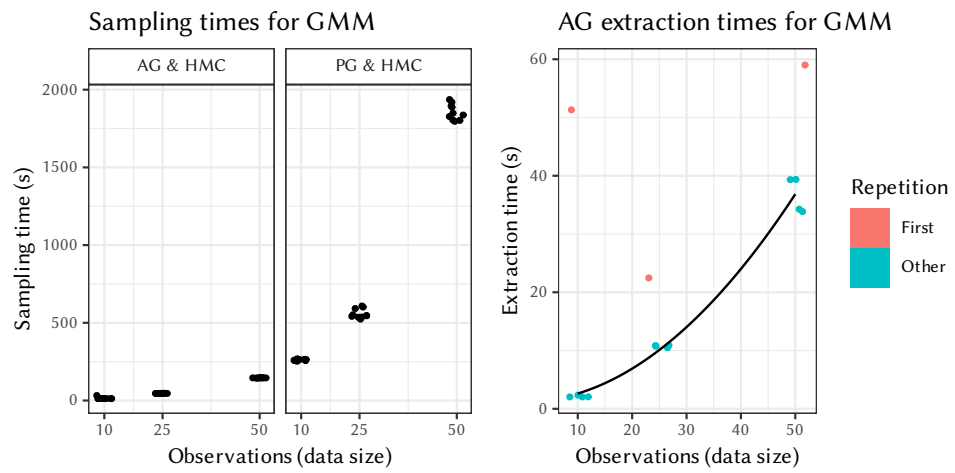 Sampling times for GMM
AG & HMC
PG & HMC
2000
1500
1000
500
0
10
25
50
10
25
50
Sampling time (s)
Observations (data size)
AG extraction times for GMM
60
40
20
0
10
20
30
40
50
Extraction time (s)
Observations (data size)
Repetition
First
Other